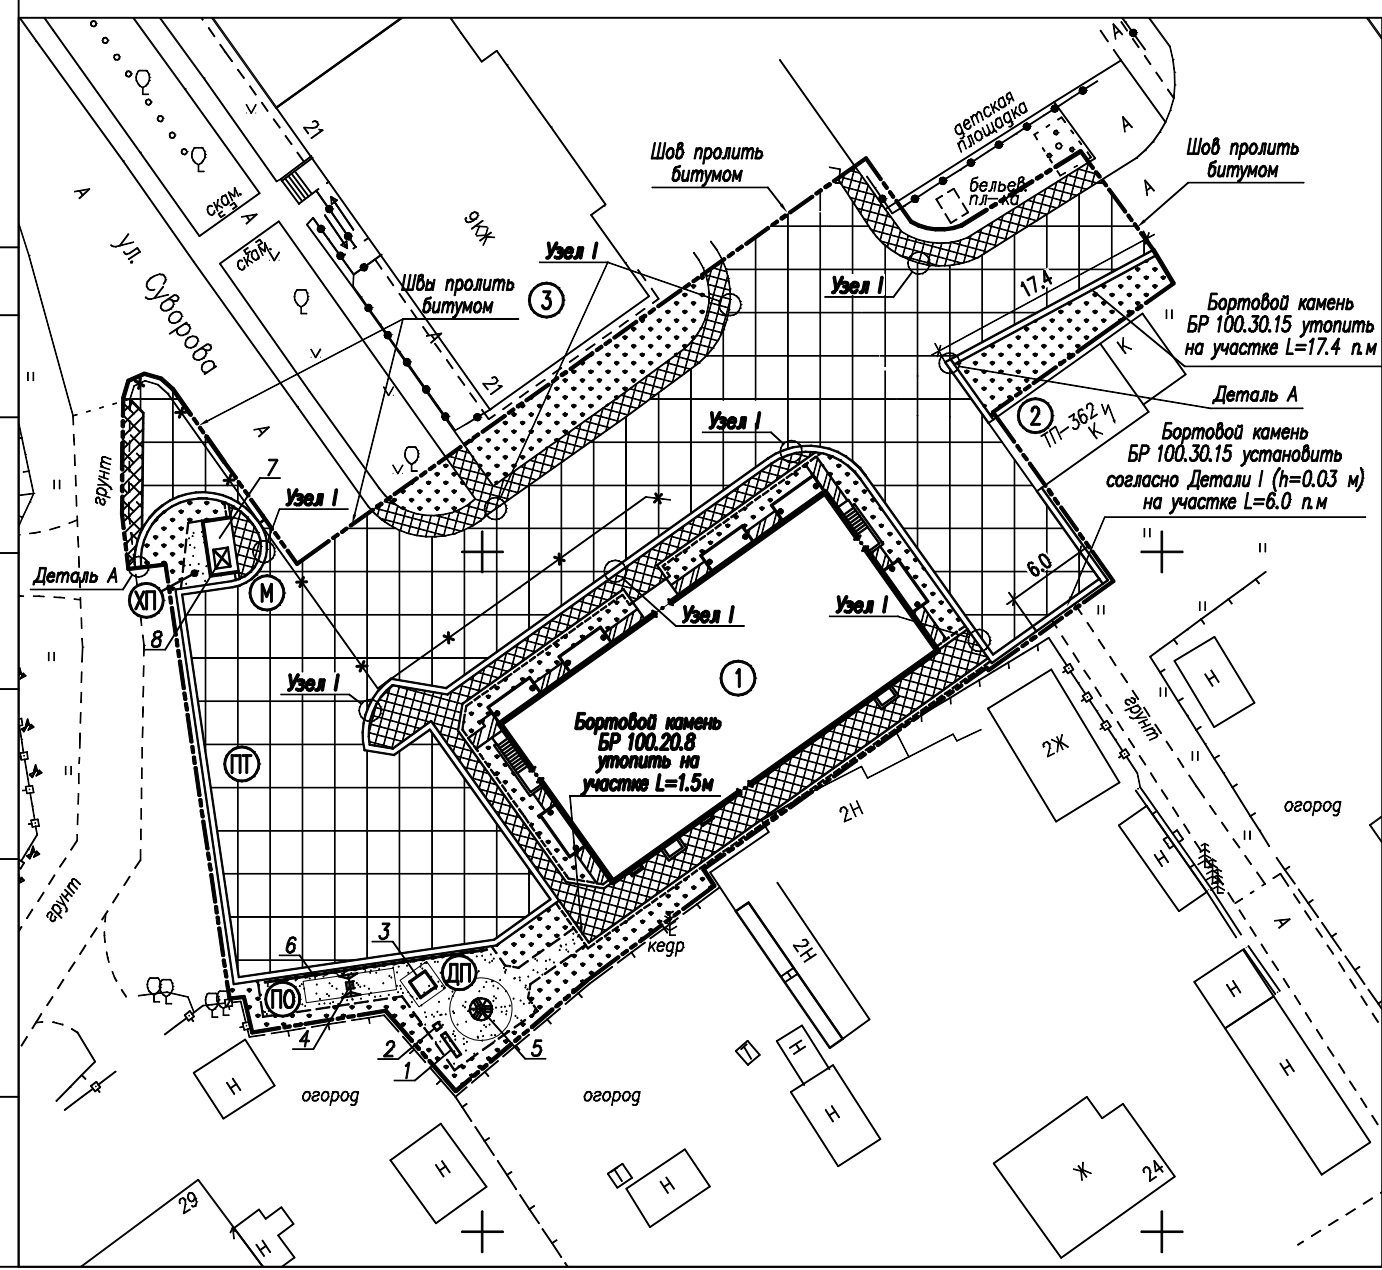 А
21
детская
площадка
Шов пролить
битумом
А
Шов пролить
битумом
бельев.
пл-ка
А
скам.
А
А
скам.
9КЖ
ул. Суворова
Узел I
3
Швы пролить
битумом
А
21
А
Узел I
17.4
Бортовой камень
БР 100.30.15 утопить
на участке L=17.4 п.м
К
Деталь А
2
ТП-362
К
Узел I
Бортовой камень
БР 100.30.15 установить
согласно Детали I (h=0.03 м)
на участке L=6.0 п.м
грунт
7
Узел I
Деталь А
ХП
М
8
6.0
Узел I
Узел I
Узел I
1
Бортовой камень
БР 100.20.8
утопить на
участке L=1.5м
ПТ
грунт
Н
2Ж
2Н
огород
Н
А
грунт
6
3
кедр
2Н
Н
ПО
ДП
4
2
1
5
Н
Н
огород
огород
Т
Н
Н
Н
Н
Т
Н
Ж
24
29
Н